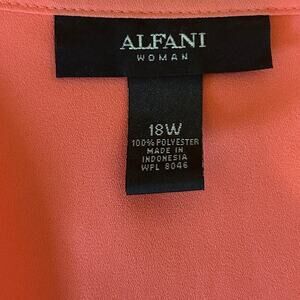 ALFANI
WOMAN
18W
100% POLYESTER
MADE IN
INDONESIA
WPL 8046